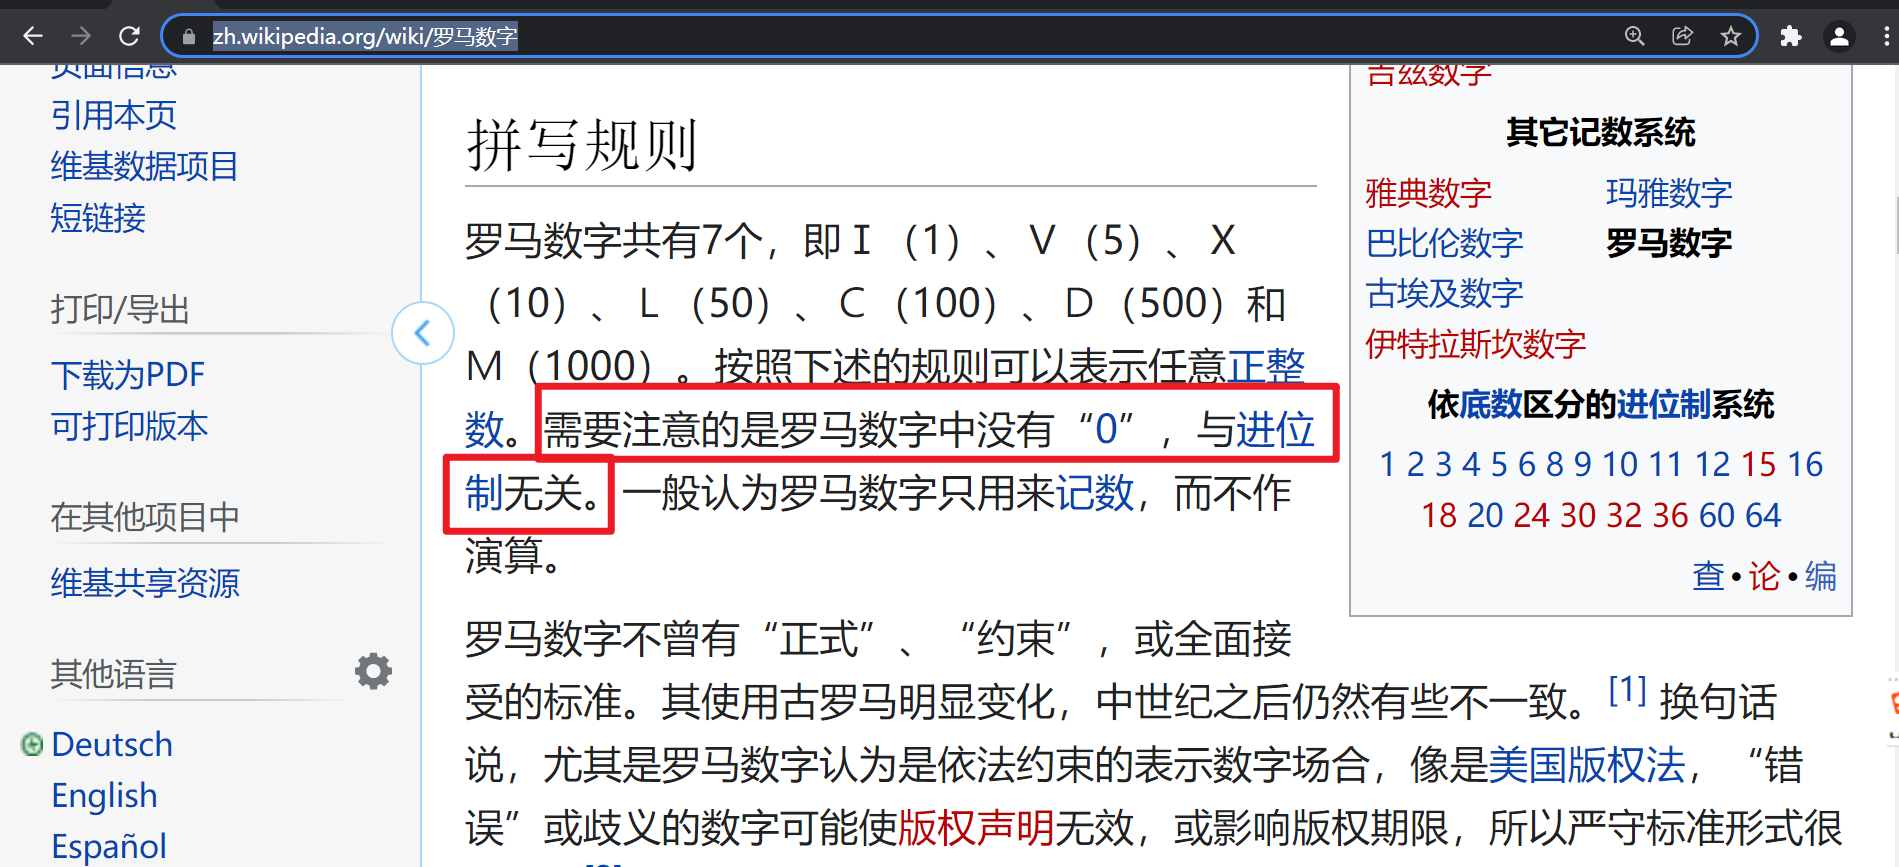 zh.wikipedia.org/wiki/罗马数字
页面信息
引用本页
维基数据项目
短链接
打印/导出
下载为PDF
可打印版本
在其他项目中
维基共享资源
其他语言
Deutsch
English
Español
拼写规则
罗马数字共有7个，即Ⅰ（1）、Ⅴ（5）、Ⅹ
（10）、Ⅼ（50）、Ⅽ（100）、Ⅾ（500）和
Ⅿ（1000）。按照下述的规则可以表示任意正整
数。需要注意的是罗马数字中没有“0”，与进位
制无关。一般认为罗马数字只用来记数，而不作
演算。
罗马数字不曾有“正式”、“约束”，或全面接
受的标准。其使用古罗马明显变化，中世纪之后仍然有些不一致。[1] 换句话
说，尤其是罗马数字认为是依法约束的表示数字场合，像是美国版权法，“错
误”或歧义的数字可能使版权声明无效，或影响版权期限，所以严守标准形式很
吉兹数字
其它记数系统
雅典数字 玛雅数字
巴比伦数字 罗马数字
古埃及数字
伊特拉斯坎数字
依底数区分的进位制系统
1 2 3 4 5 6 8 9 10 11 12 15 16
18 20 24 30 32 36 60 64
查•论•编